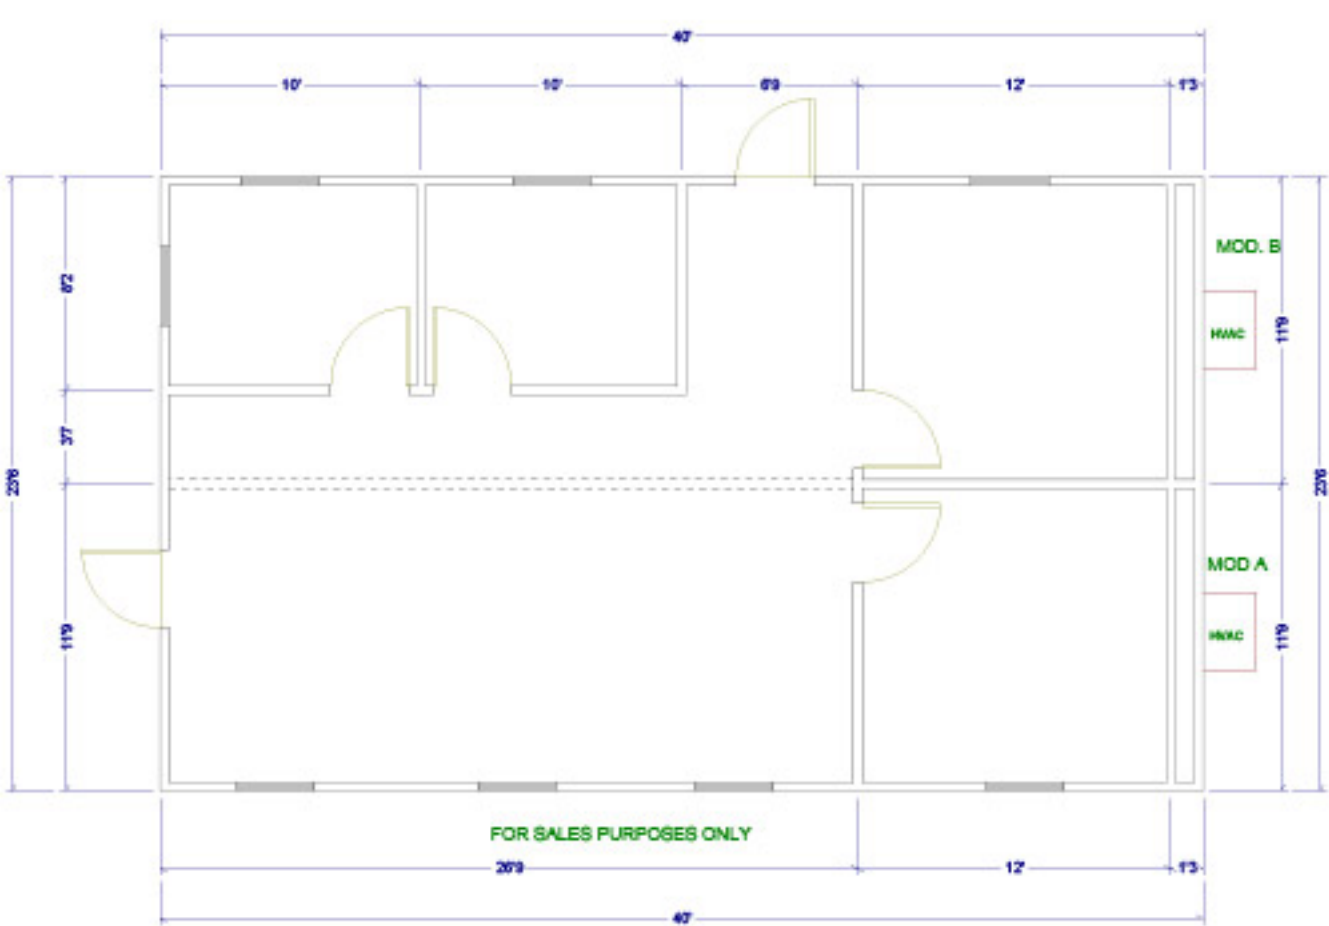 40'
10' 10' 6'9 12' 1'3
MOD. B
8'2
HVAC
11'9
3'7
23'6
23'6
MOD A
11'9
HVAC
11'9
FOR SALES PURPOSES ONLY
26'9 12' 1'3
40'